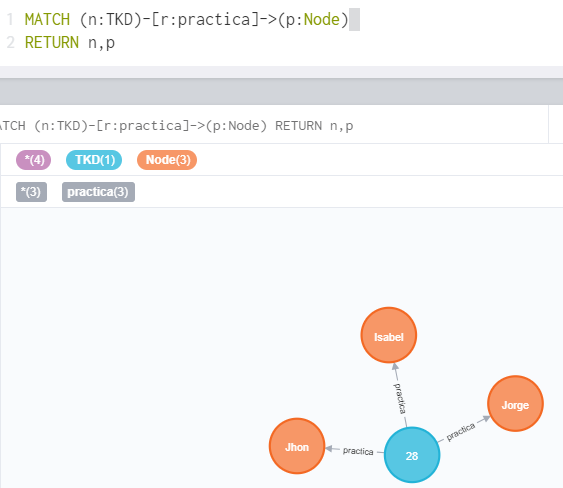 1 MATCH (n:TKD)-[r:practica]->(p:Node)
2 RETURN n,p
ATCH (n:TKD)-[r:practica]->(p:Node) RETURN n,p
*(4) TKD(1) Node(3)
*(3) practica(3)
Isabel
practica
Jorge
practica
Jhon
practica
28